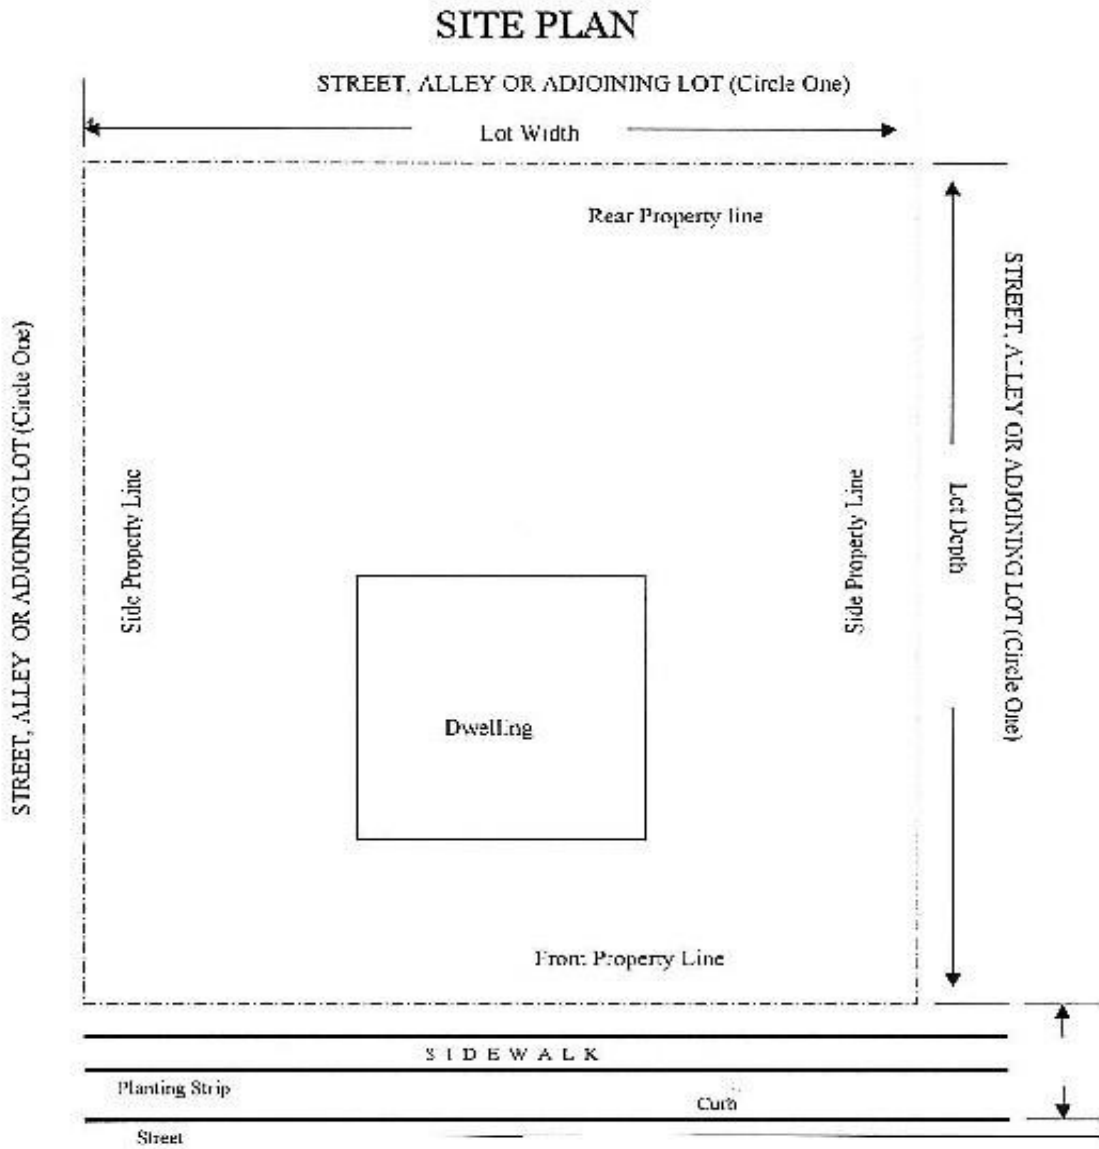 SITE PLAN
STREET, ALLEY OR ADJOINING LOT (Circle One)
Lot Width
Rear Property line
STREET, ALLEY OR ADJOINING LOT (Circle One)
Side Property Line
Side Property Line
Lot Depth
STREET, ALLEY OR ADJOINING LOT (Circle One)
Dwelling
Front Property Line
SIDEWALK
Planting Strip
Curb
Street